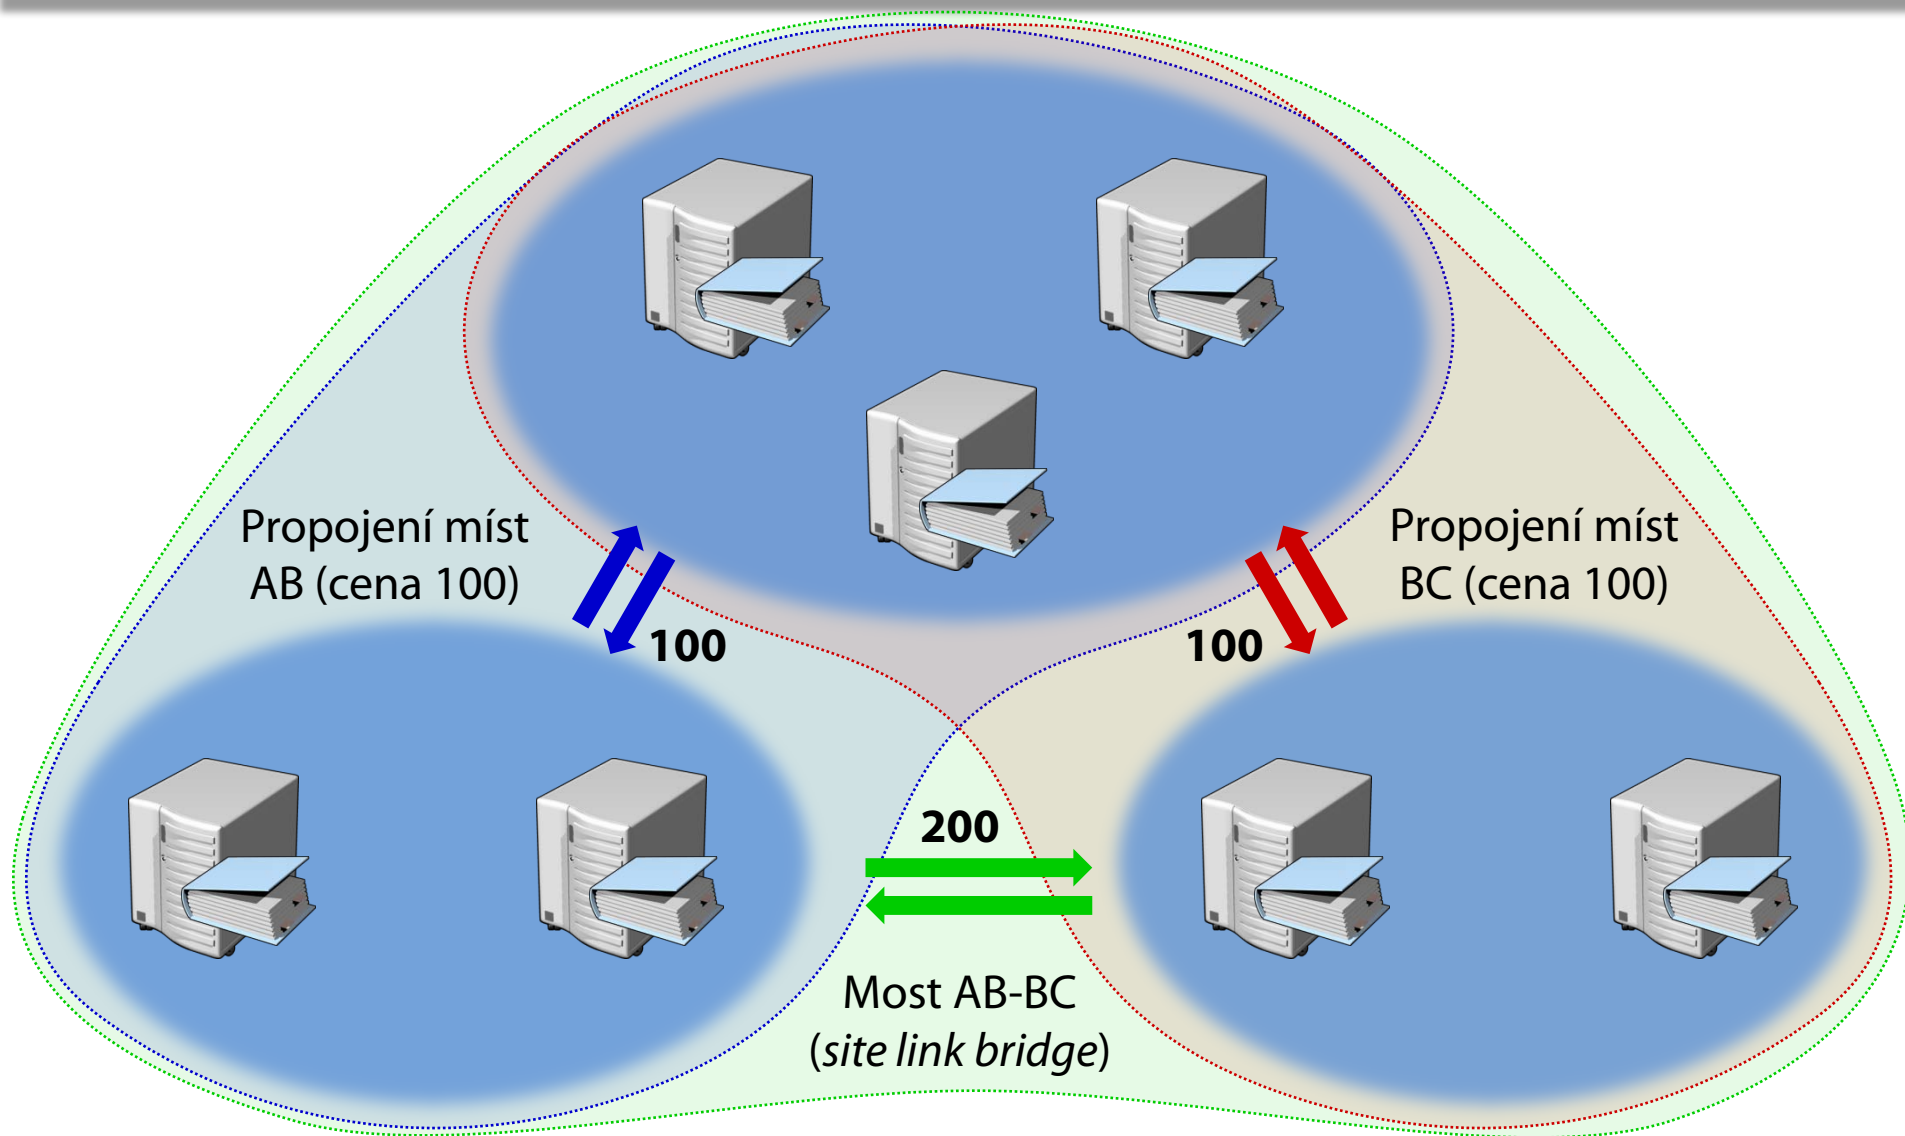 Propojení míst
AB (cena 100)
Propojení míst
BC (cena 100)
100
100
200
Most AB-BC
(site link bridge)